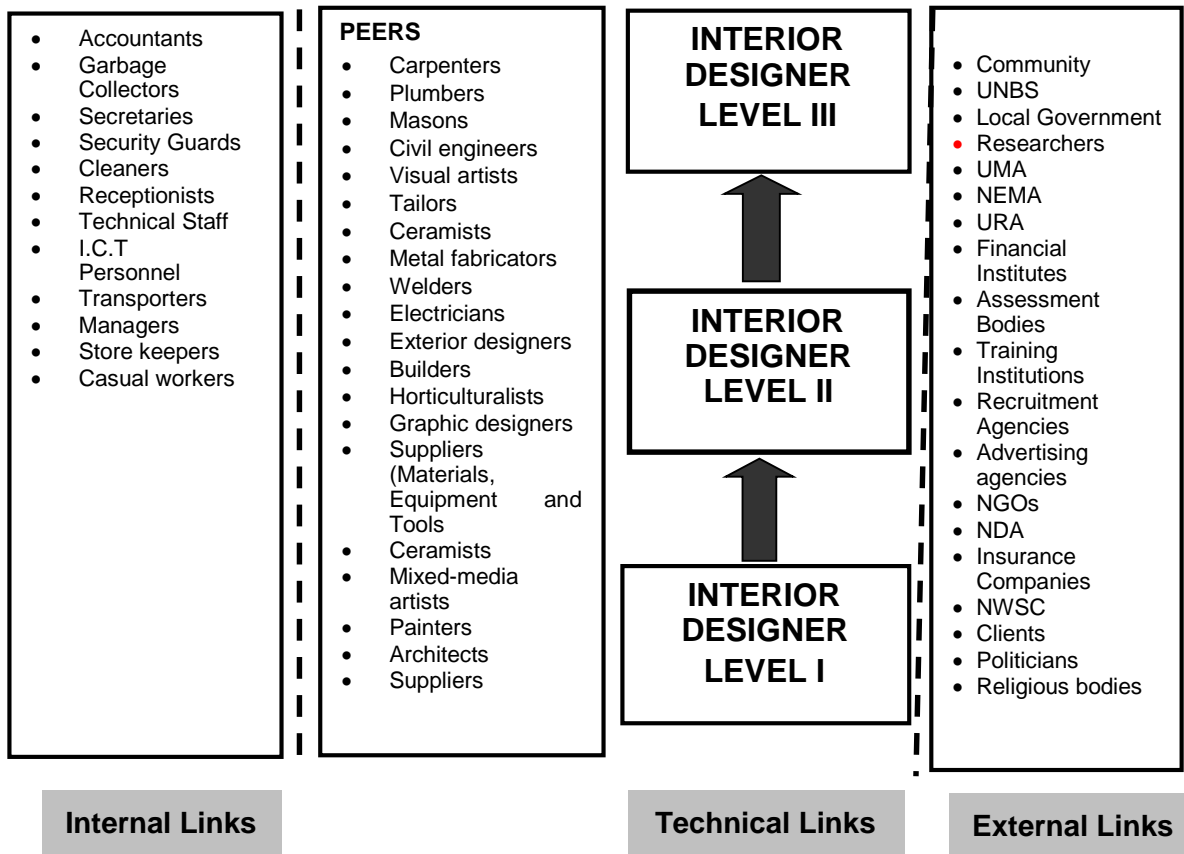 • Accountants
• Garbage
Collectors
• Secretaries
• Security Guards
• Cleaners
• Receptionists
• Technical Staff
• I.C.T
Personnel
• Transporters
• Managers
• Store keepers
• Casual workers
PEERS
• Carpenters
• Plumbers
• Masons
• Civil engineers
• Visual artists
• Tailors
• Ceramists
• Metal fabricators
• Welders
• Electricians
• Exterior designers
• Builders
• Horticulturalists
• Graphic designers
• Suppliers
(Materials,
Equipment and
Tools
• Ceramists
• Mixed-media
artists
• Painters
• Architects
• Suppliers
INTERIOR
DESIGNER
LEVEL III
INTERIOR
DESIGNER
LEVEL II
INTERIOR
DESIGNER
LEVEL I
• Community
• UNBS
• Local Government
• Researchers
• UMA
• NEMA
• URA
• Financial
Institutes
• Assessment
Bodies
• Training
Institutions
• Recruitment
Agencies
• Advertising
agencies
• NGOs
• NDA
• Insurance
Companies
• NWSC
• Clients
• Politicians
• Religious bodies
Internal Links
Technical Links
External Links